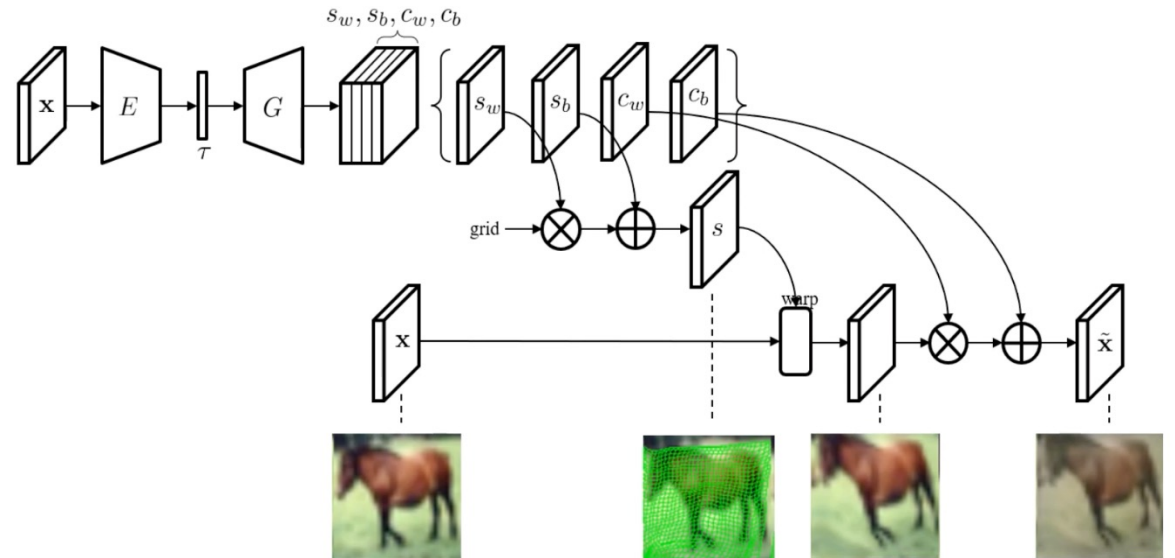 s_w, s_b, c_w, c_b
x E G s_w s_b c_w c_b
τ
grid s
warp
x x̃